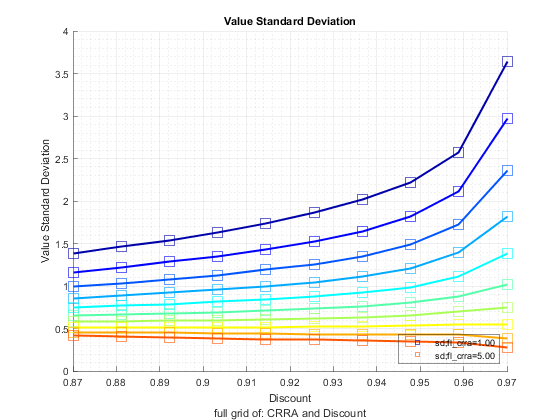 Value Standard Deviation
4
3.5
3
2.5
2
1.5
1
0.5
0
Value Standard Deviation
0.87 0.88 0.89 0.9 0.91 0.92 0.93 0.94 0.95 0.96 0.97
sd;fl_crra=1.00
sd;fl_crra=5.00
Discount
full grid of: CRRA and Discount